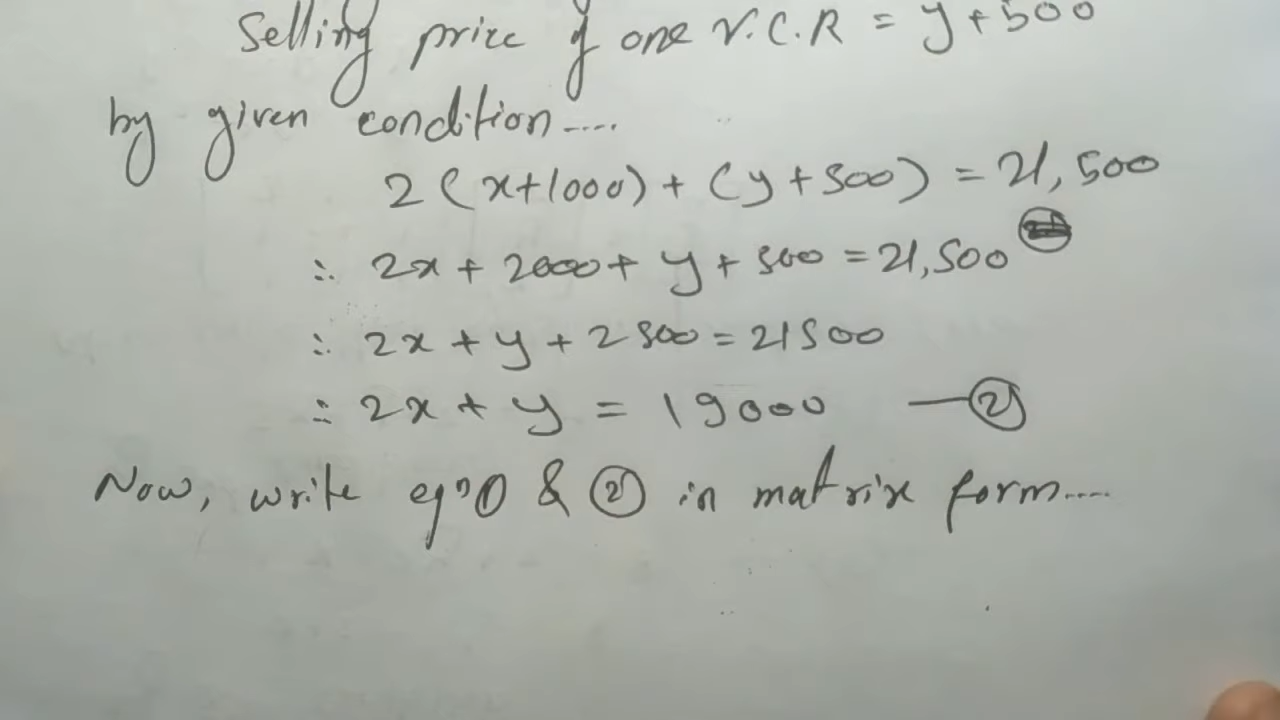 Selling price of one V.C.R = y + 500
by given condition....
2(x+1000) + (y+500) = 21,500
∴ 2x + 2000 + y + 500 = 21,500
∴ 2x + y + 2500 = 21500
∴ 2x + y = 19000 — ②
Now, write eqn ① & ② in matrix form....